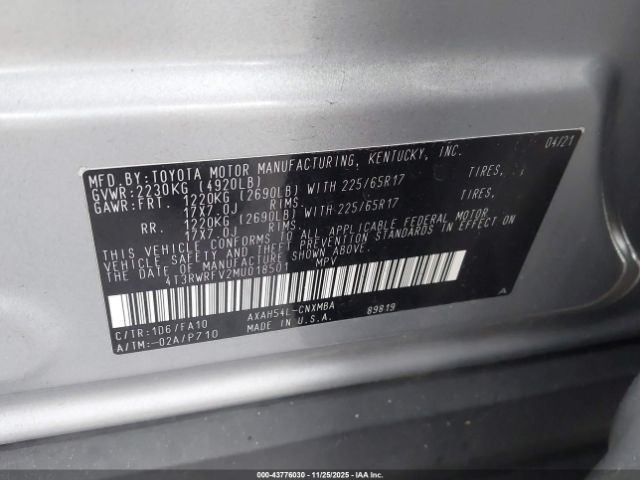 MFD.BY:TOYOTA MOTOR MANUFACTURING, KENTUCKY, INC. 04/21
GVWR:2230KG (4920LB)
GAWR:FRT. 1220KG (2690LB) WITH 225/65R17 TIRES,
17X7.0J RIMS,
RR. 1220KG (2690LB) WITH 225/65R17 TIRES,
17X7.0J RIMS,
THIS VEHICLE CONFORMS TO ALL APPLICABLE FEDERAL MOTOR
VEHICLE SAFETY AND THEFT PREVENTION STANDARDS IN EFFECT ON
THE DATE OF MANUFACTURE SHOWN ABOVE.
4T3RWRFV2MU018501 MPV
A
C/TR:1D6/FA10 AXAH54L-CNXMBA 89819
A/TM:-02A/P710 MADE IN U.S.A.
000-43776030 - 11/25/2025 - IAAI.COM